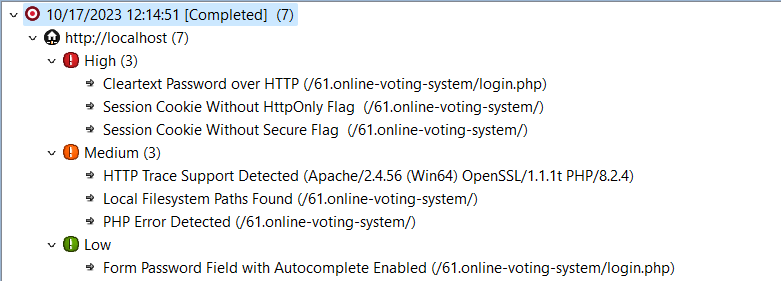 10/17/2023 12:14:51 [Completed] (7)
http://localhost (7)
High (3)
Cleartext Password over HTTP (/61.online-voting-system/login.php)
Session Cookie Without HttpOnly Flag (/61.online-voting-system/)
Session Cookie Without Secure Flag (/61.online-voting-system/)
Medium (3)
HTTP Trace Support Detected (Apache/2.4.56 (Win64) OpenSSL/1.1.1t PHP/8.2.4)
Local Filesystem Paths Found (/61.online-voting-system/)
PHP Error Detected (/61.online-voting-system/)
Low
Form Password Field with Autocomplete Enabled (/61.online-voting-system/login.php)